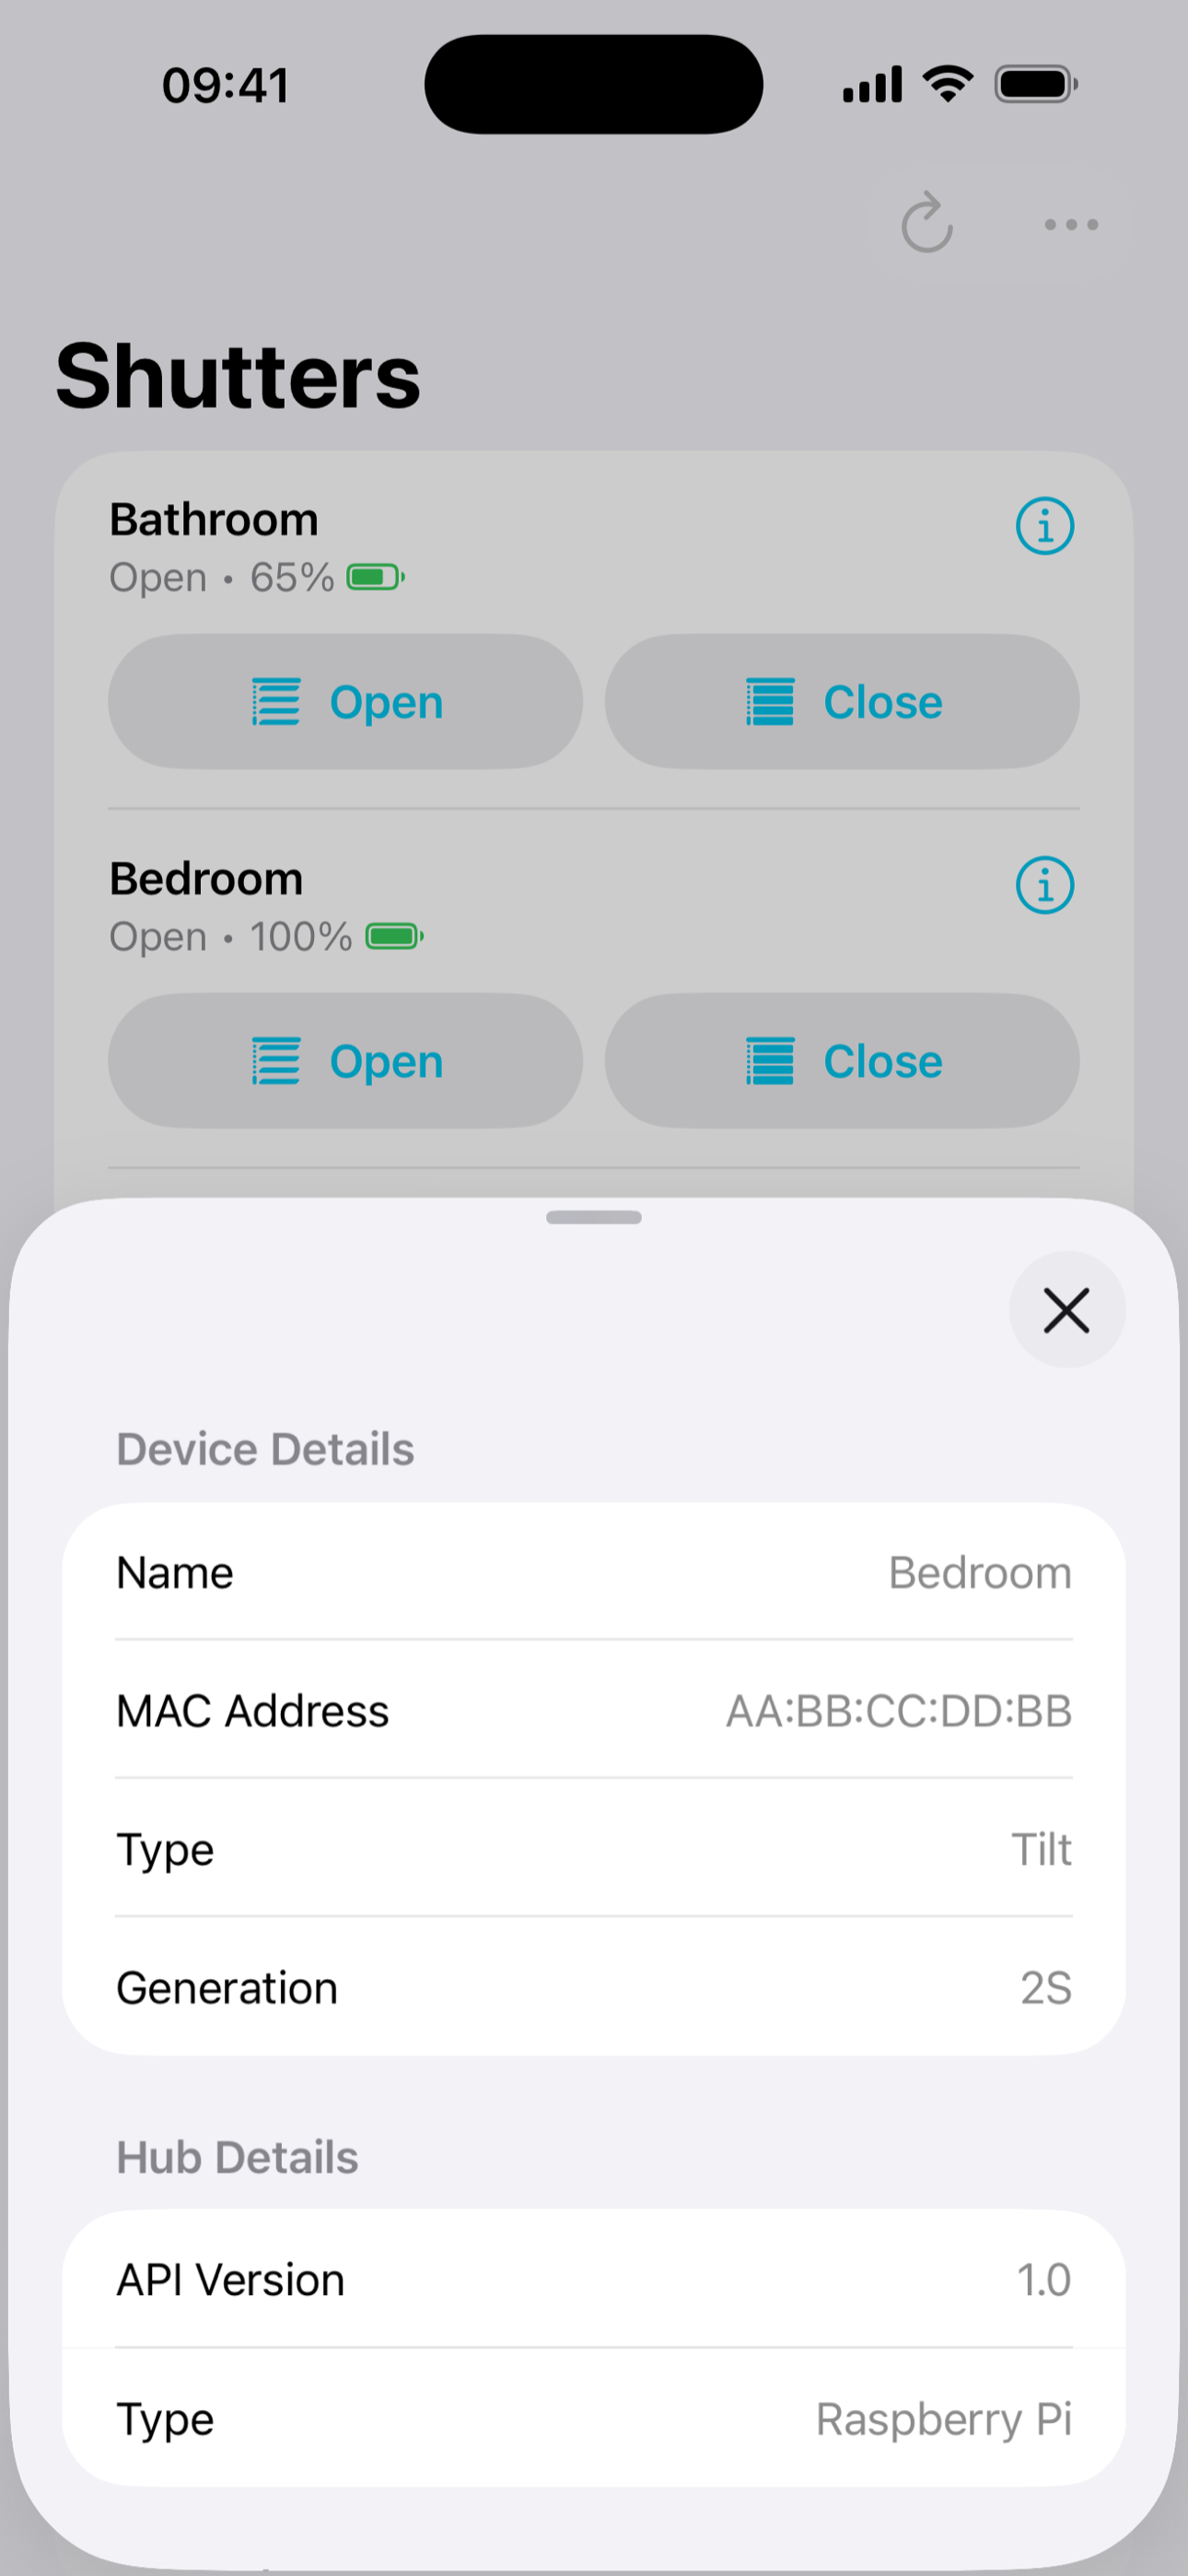 09:41
Shutters
Bathroom
Open • 65%
Open
Close
Bedroom
Open • 100%
Open
Close
Device Details
Name
Bedroom
MAC Address
AA:BB:CC:DD:BB
Type
Tilt
Generation
2S
Hub Details
API Version
1.0
Type
Raspberry Pi